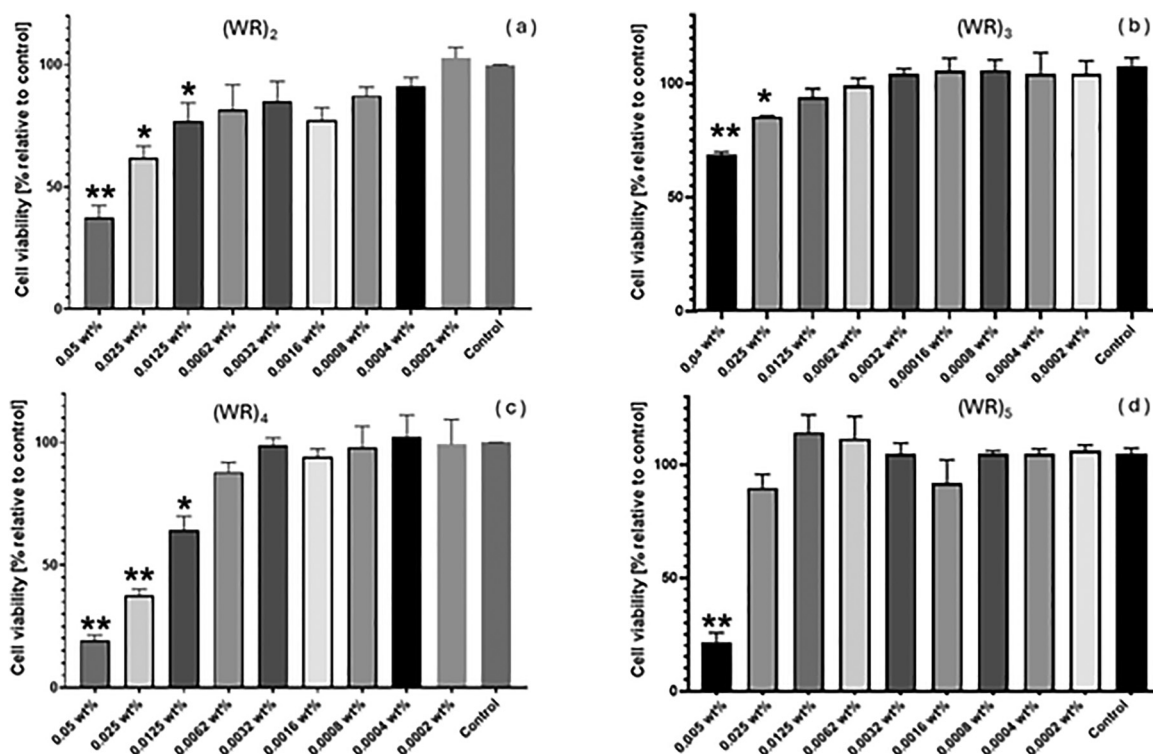 (WR)2 (a)
Cell viability [% relative to control]
100
50
0
**
*
*
0.05 wt%
0.025 wt%
0.0125 wt%
0.0062 wt%
0.0032 wt%
0.0016 wt%
0.0008 wt%
0.0004 wt%
0.0002 wt%
Control
(WR)3 (b)
Cell viability [% relative to control]
100
50
0
**
*
wt%
0.025 wt%
0.0125 wt%
0.0062 wt%
0.0032 wt%
0.00016 wt%
0.0008 wt%
0.0004 wt%
0.0002 wt%
Control
(WR)4 (c)
Cell viability [% relative to control]
100
50
0
**
**
*
0.05 wt%
0.025 wt%
0.0125 wt%
0.0062 wt%
0.0032 wt%
0.0016 wt%
0.0008 wt%
0.0004 wt%
0.0002 wt%
Control
(WR)5 (d)
Cell viability [% relative to control]
100
50
0
**
0.005 wt%
0.025 wt%
0.0125 wt%
0.0062 wt%
0.0032 wt%
0.0016 wt%
0.0008 wt%
0.0004 wt%
0.0002 wt%
Control